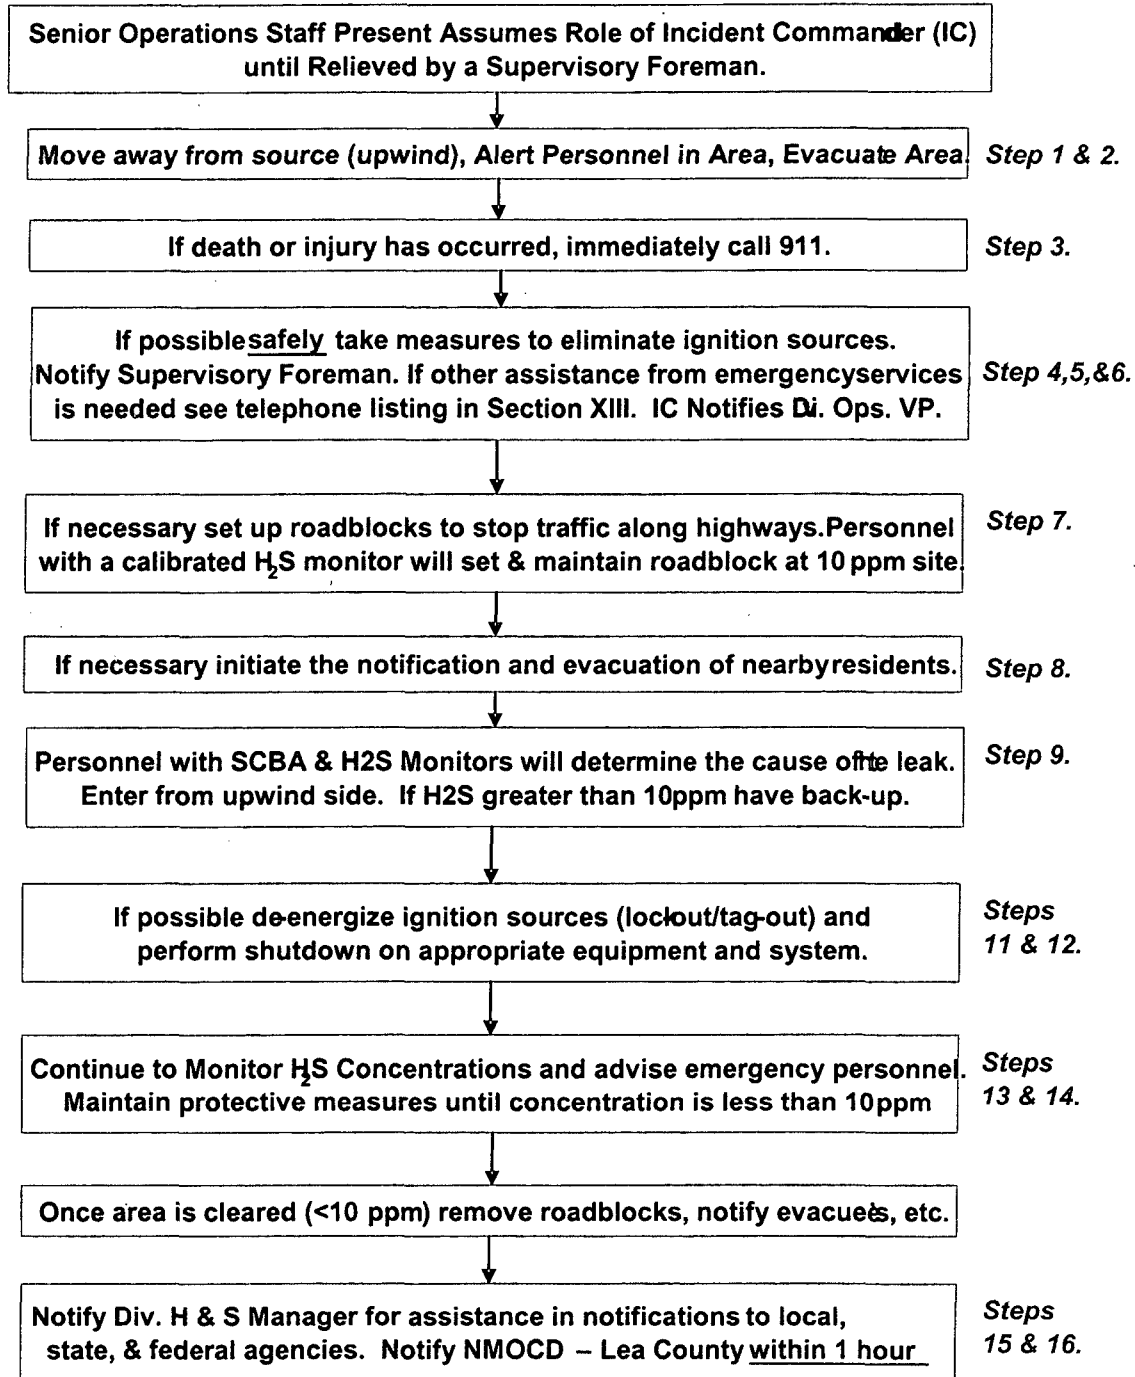 Senior Operations Staff Present Assumes Role of Incident Commander (IC)
until Relieved by a Supervisory Foreman.
Move away from source (upwind), Alert Personnel in Area, Evacuate Area. Step 1 & 2.
If death or injury has occurred, immediately call 911. Step 3.
If possible safely take measures to eliminate ignition sources.
Notify Supervisory Foreman. If other assistance from emergency services Step 4,5,&6.
is needed see telephone listing in Section XIII. IC Notifies Di. Ops. VP.
If necessary set up roadblocks to stop traffic along highways. Personnel Step 7.
with a calibrated H2S monitor will set & maintain roadblock at 10 ppm site.
If necessary initiate the notification and evacuation of nearby residents. Step 8.
Personnel with SCBA & H2S Monitors will determine the cause of the leak. Step 9.
Enter from upwind side. If H2S greater than 10ppm have back-up.
If possible de-energize ignition sources (lockout/tag-out) and Steps
perform shutdown on appropriate equipment and system. 11 & 12.
Continue to Monitor H2S Concentrations and advise emergency personnel. Steps
Maintain protective measures until concentration is less than 10ppm 13 & 14.
Once area is cleared (<10 ppm) remove roadblocks, notify evacuees, etc.
Notify Div. H & S Manager for assistance in notifications to local, Steps
state, & federal agencies. Notify NMOCD – Lea County within 1 hour 15 & 16.